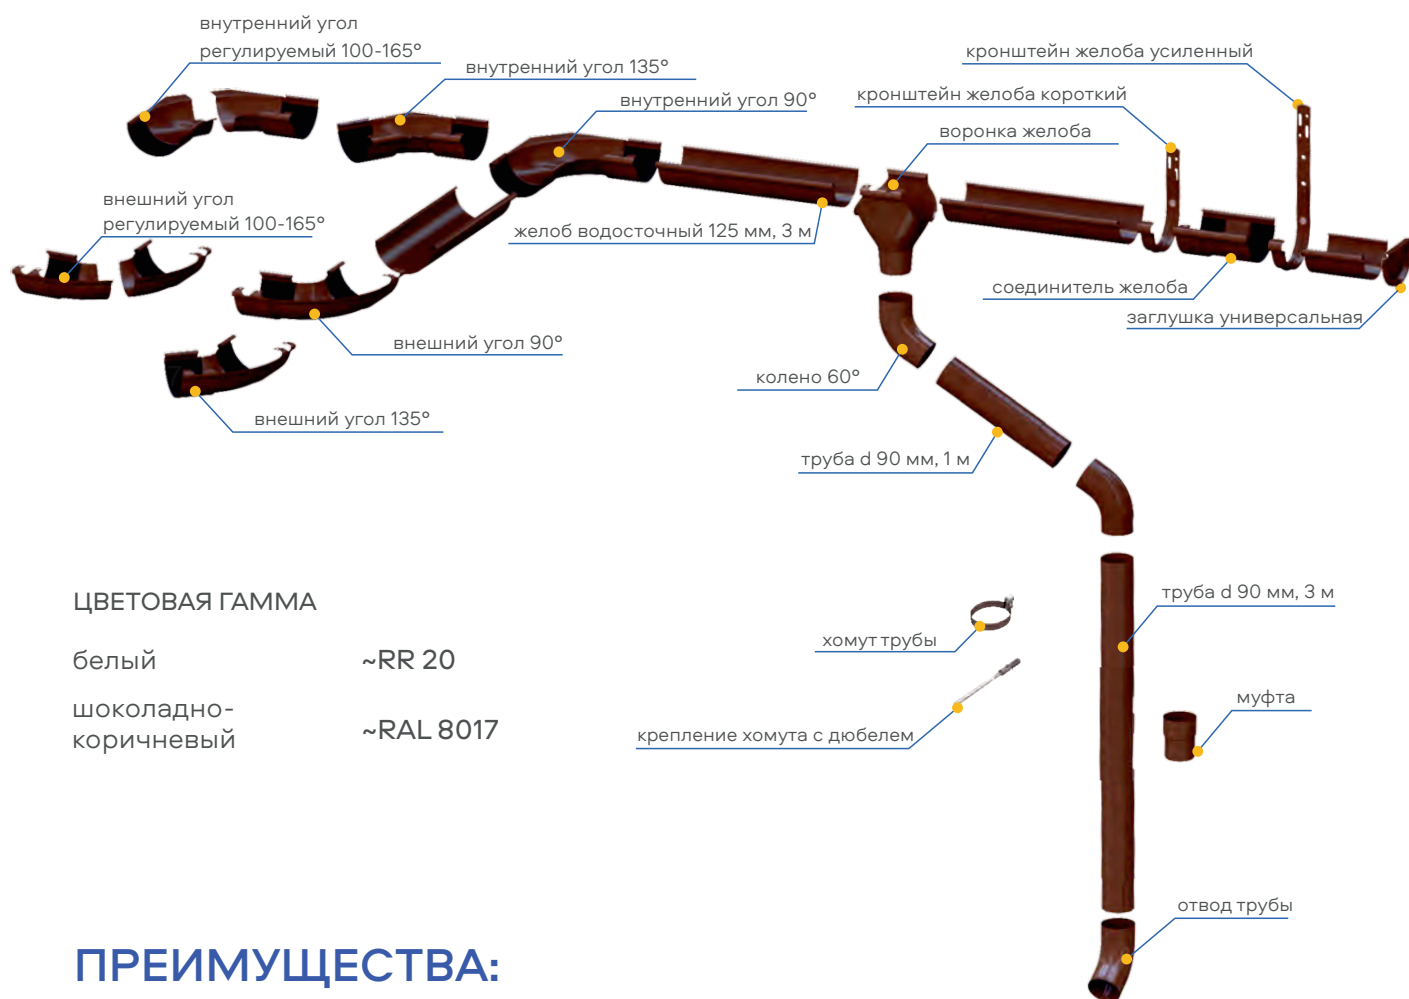 внутренний угол
регулируемый 100-165°
внутренний угол 135°
внутренний угол 90°
кронштейн желоба усиленный
кронштейн желоба короткий
воронка желоба
внешний угол
регулируемый 100-165°
желоб водосточный 125 мм, 3 м
соединитель желоба
заглушка универсальная
внешний угол 90°
колено 60°
внешний угол 135°
труба d 90 мм, 1 м
ЦВЕТОВАЯ ГАММА
белый ~RR 20
шоколадно-
коричневый ~RAL 8017
труба d 90 мм, 3 м
хомут трубы
муфта
крепление хомута с дюбелем
отвод трубы
ПРЕИМУЩЕСТВА: